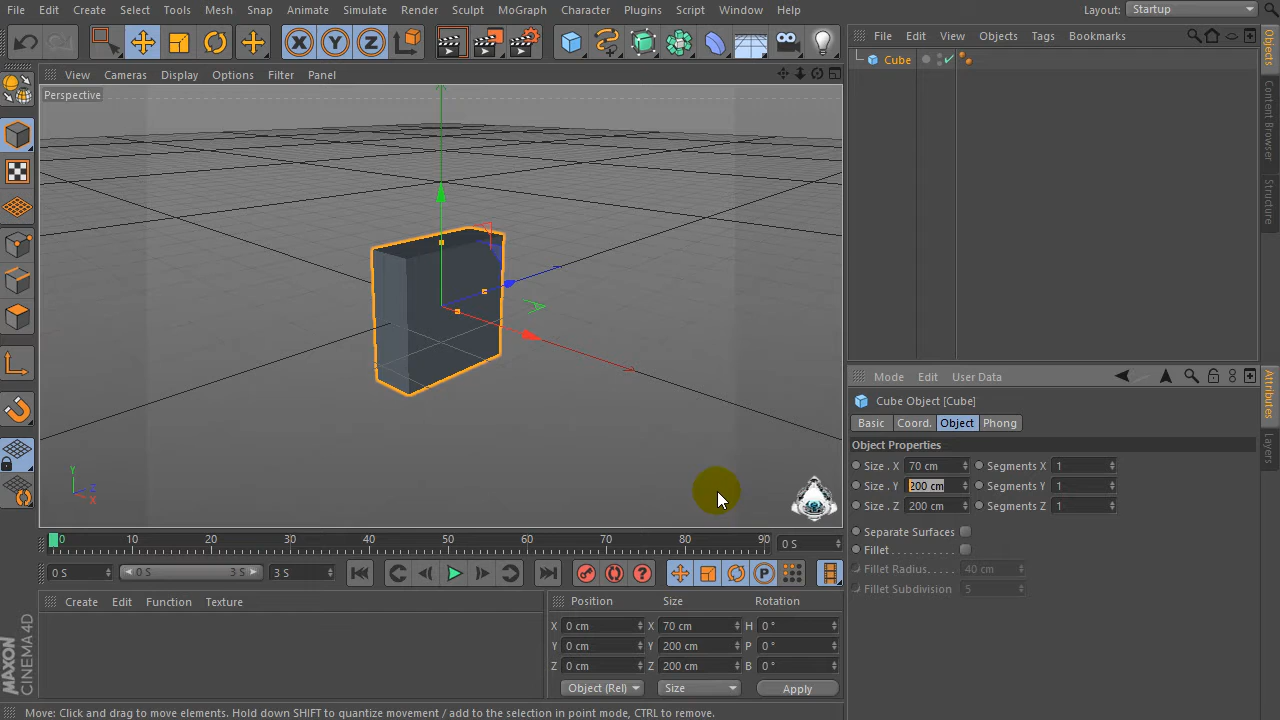 File Edit Create Select Tools Mesh Snap Animate Simulate Render Sculpt MoGraph Character Plugins Script Window Help Layout: Startup
X Y Z
File Edit View Objects Tags Bookmarks
Cube
View Cameras Display Options Filter Panel
Perspective
Y
Z
X
Objects
Content Browser
Structure
Mode Edit User Data
Cube Object [Cube]
Basic Coord. Object Phong
Object Properties
Size . X 70 cm Segments X 1
Size . Y 200 cm Segments Y 1
Size . Z 200 cm Segments Z 1
Separate Surfaces
Fillet . . . . . . . . . . .
Fillet Radius. . . . . 40 cm
Fillet Subdivision 5
Attributes
Layers
0 10 20 30 40 50 60 70 80 90 0 S
0 S 0 S 3 S 3 S
P
Create Edit Function Texture
Position Size Rotation
X 0 cm X 70 cm H 0 °
Y 0 cm Y 200 cm P 0 °
Z 0 cm Z 200 cm B 0 °
Object (Rel) Size Apply
MAXON CINEMA 4D
Move: Click and drag to move elements. Hold down SHIFT to quantize movement / add to the selection in point mode, CTRL to remove.